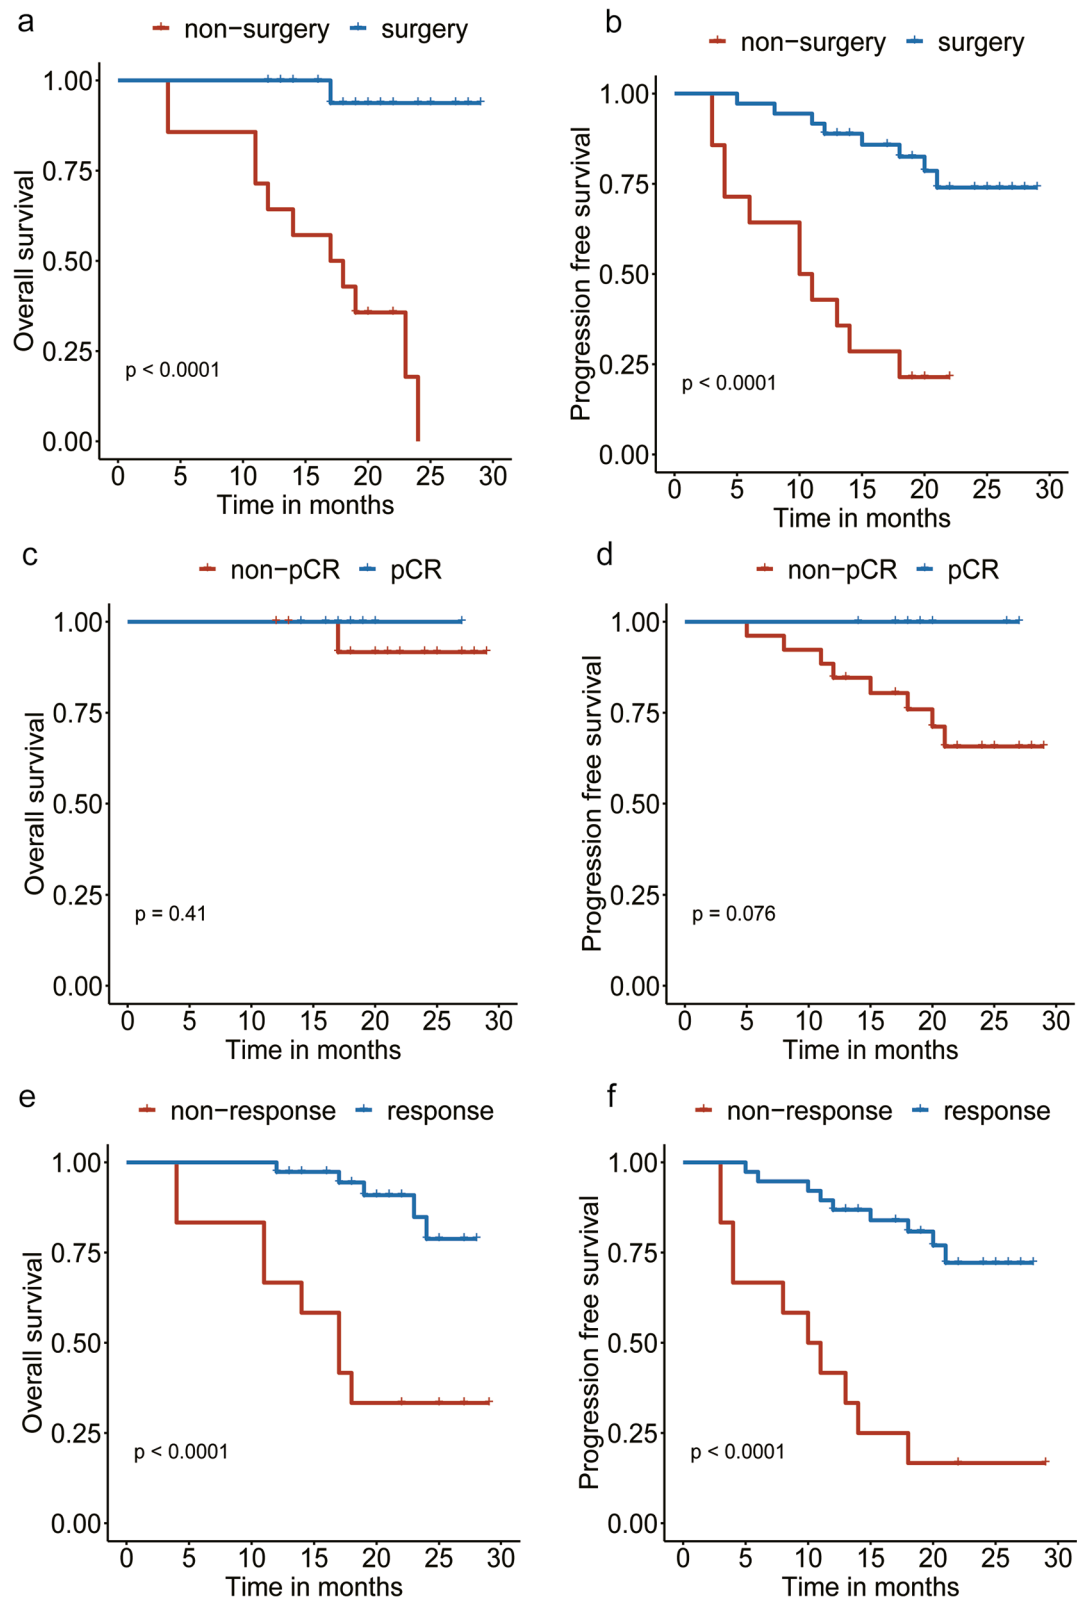 a
non−surgery surgery
Overall survival
1.00
0.75
0.50
0.25
0.00
p < 0.0001
0 5 10 15 20 25 30
Time in months
b
non−surgery surgery
Progression free survival
1.00
0.75
0.50
0.25
0.00
p < 0.0001
0 5 10 15 20 25 30
Time in months
c
non−pCR pCR
Overall survival
1.00
0.75
0.50
0.25
0.00
p = 0.41
0 5 10 15 20 25 30
Time in months
d
non−pCR pCR
Progression free survival
1.00
0.75
0.50
0.25
0.00
p = 0.076
0 5 10 15 20 25 30
Time in months
e
non−response response
Overall survival
1.00
0.75
0.50
0.25
0.00
p < 0.0001
0 5 10 15 20 25 30
Time in months
f
non−response response
Progression free survival
1.00
0.75
0.50
0.25
0.00
p < 0.0001
0 5 10 15 20 25 30
Time in months